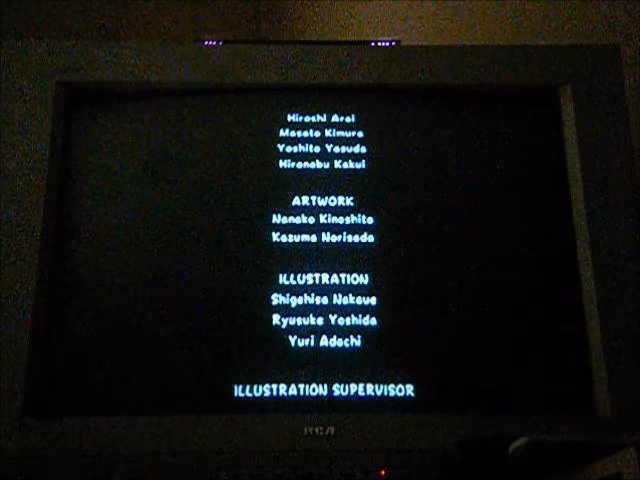 Hiroshi Arai
Masato Kimura
Yoshito Yasuda
Hironobu Kakui
ARTWORK
Nanako Kinoshita
Kazuma Norisada
ILLUSTRATION
Shigehisa Nakaue
Ryusuke Yoshida
Yuri Adachi
ILLUSTRATION SUPERVISOR
RCA